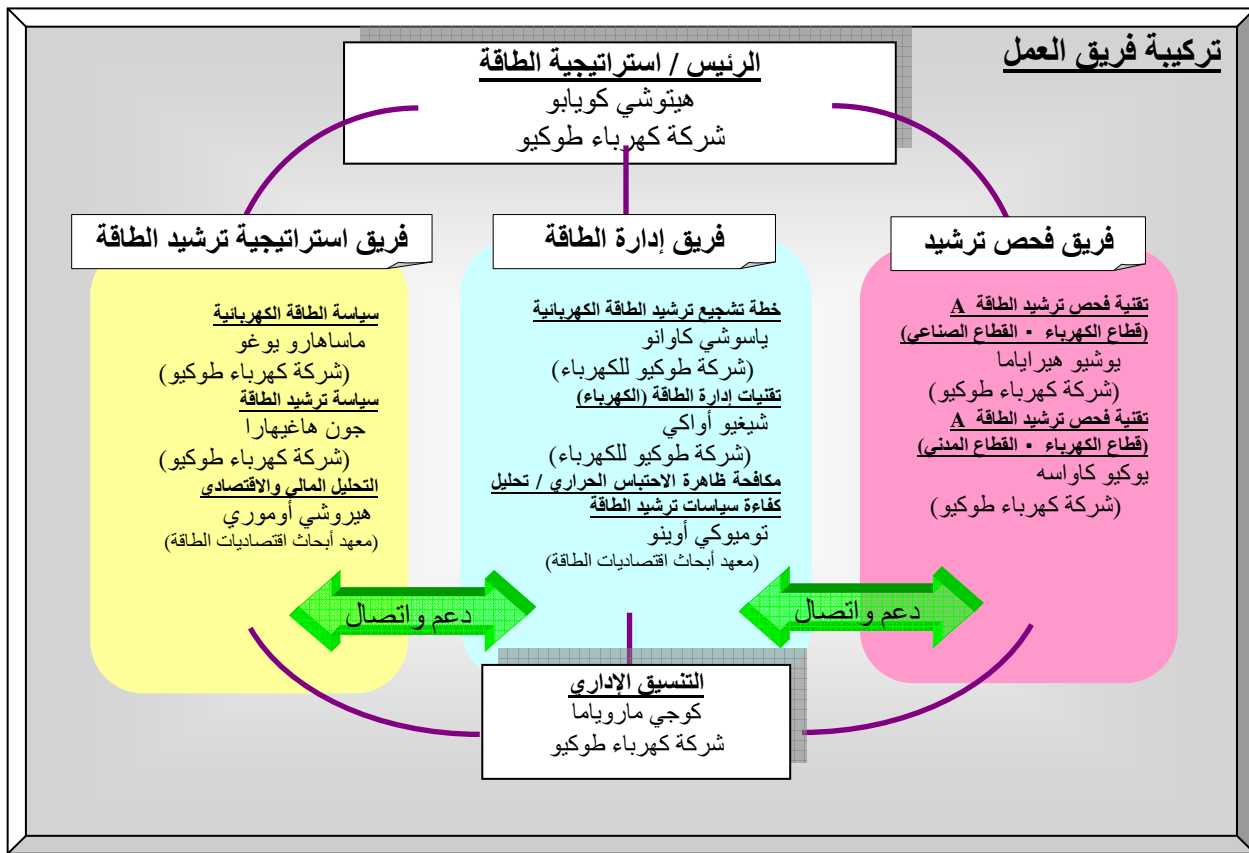 تركيبة فريق العمل
الرئيس / استراتيجية الطاقة
هيتوشي كويابو
شركة كهرباء طوكيو
فريق فحص ترشيد
تقنية فحص ترشيد الطاقة A
(قطاع الكهرباء ・ القطاع الصناعي)
يوشيو هيراياما
(شركة كهرباء طوكيو)
تقنية فحص ترشيد الطاقة A
(قطاع الكهرباء ・ القطاع المدني)
يوكيو كاواسه
(شركة كهرباء طوكيو)
فريق إدارة الطاقة
خطة تشجيع ترشيد الطاقة الكهربائية
ياسوشي كاوانو
(شركة طوكيو للكهرباء)
تقنيات إدارة الطاقة (الكهرباء)
شيغيو أواكي
(شركة طوكيو للكهرباء)
مكافحة ظاهرة الاحتباس الحراري / تحليل
كفاءة سياسات ترشيد الطاقة
توميوكي أوينو
(معهد أبحاث اقتصاديات الطاقة)
فريق استراتيجية ترشيد الطاقة
سياسة الطاقة الكهربائية
ماساهارو يوغو
(شركة كهرباء طوكيو)
سياسة ترشيد الطاقة
جون هاغيهارا
(شركة كهرباء طوكيو)
التحليل المالي والاقتصادي
هيروشي أوموري
(معهد أبحاث اقتصاديات الطاقة)
دعم واتصال
دعم واتصال
التنسيق الإداري
كوجي ماروياما
شركة كهرباء طوكيو